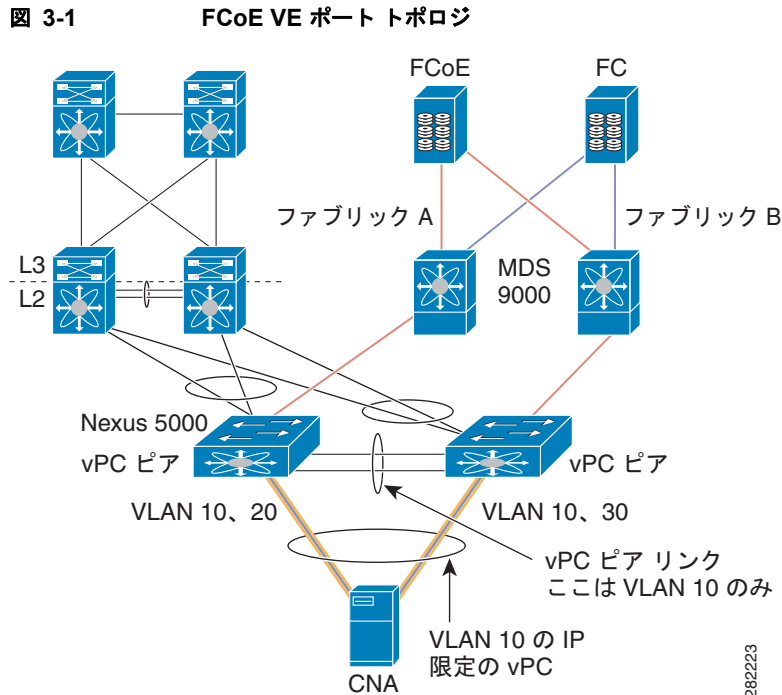 図 3-1 FCoE VE ポート トポロジ
FCoE
FC
ファブリック A
ファブリック B
L3
L2
MDS
9000
Nexus 5000
vPC ピア
vPC ピア
VLAN 10、20
VLAN 10、30
vPC ピア リンク
ここは VLAN 10 のみ
VLAN 10 の IP
限定の vPC
CNA
282223